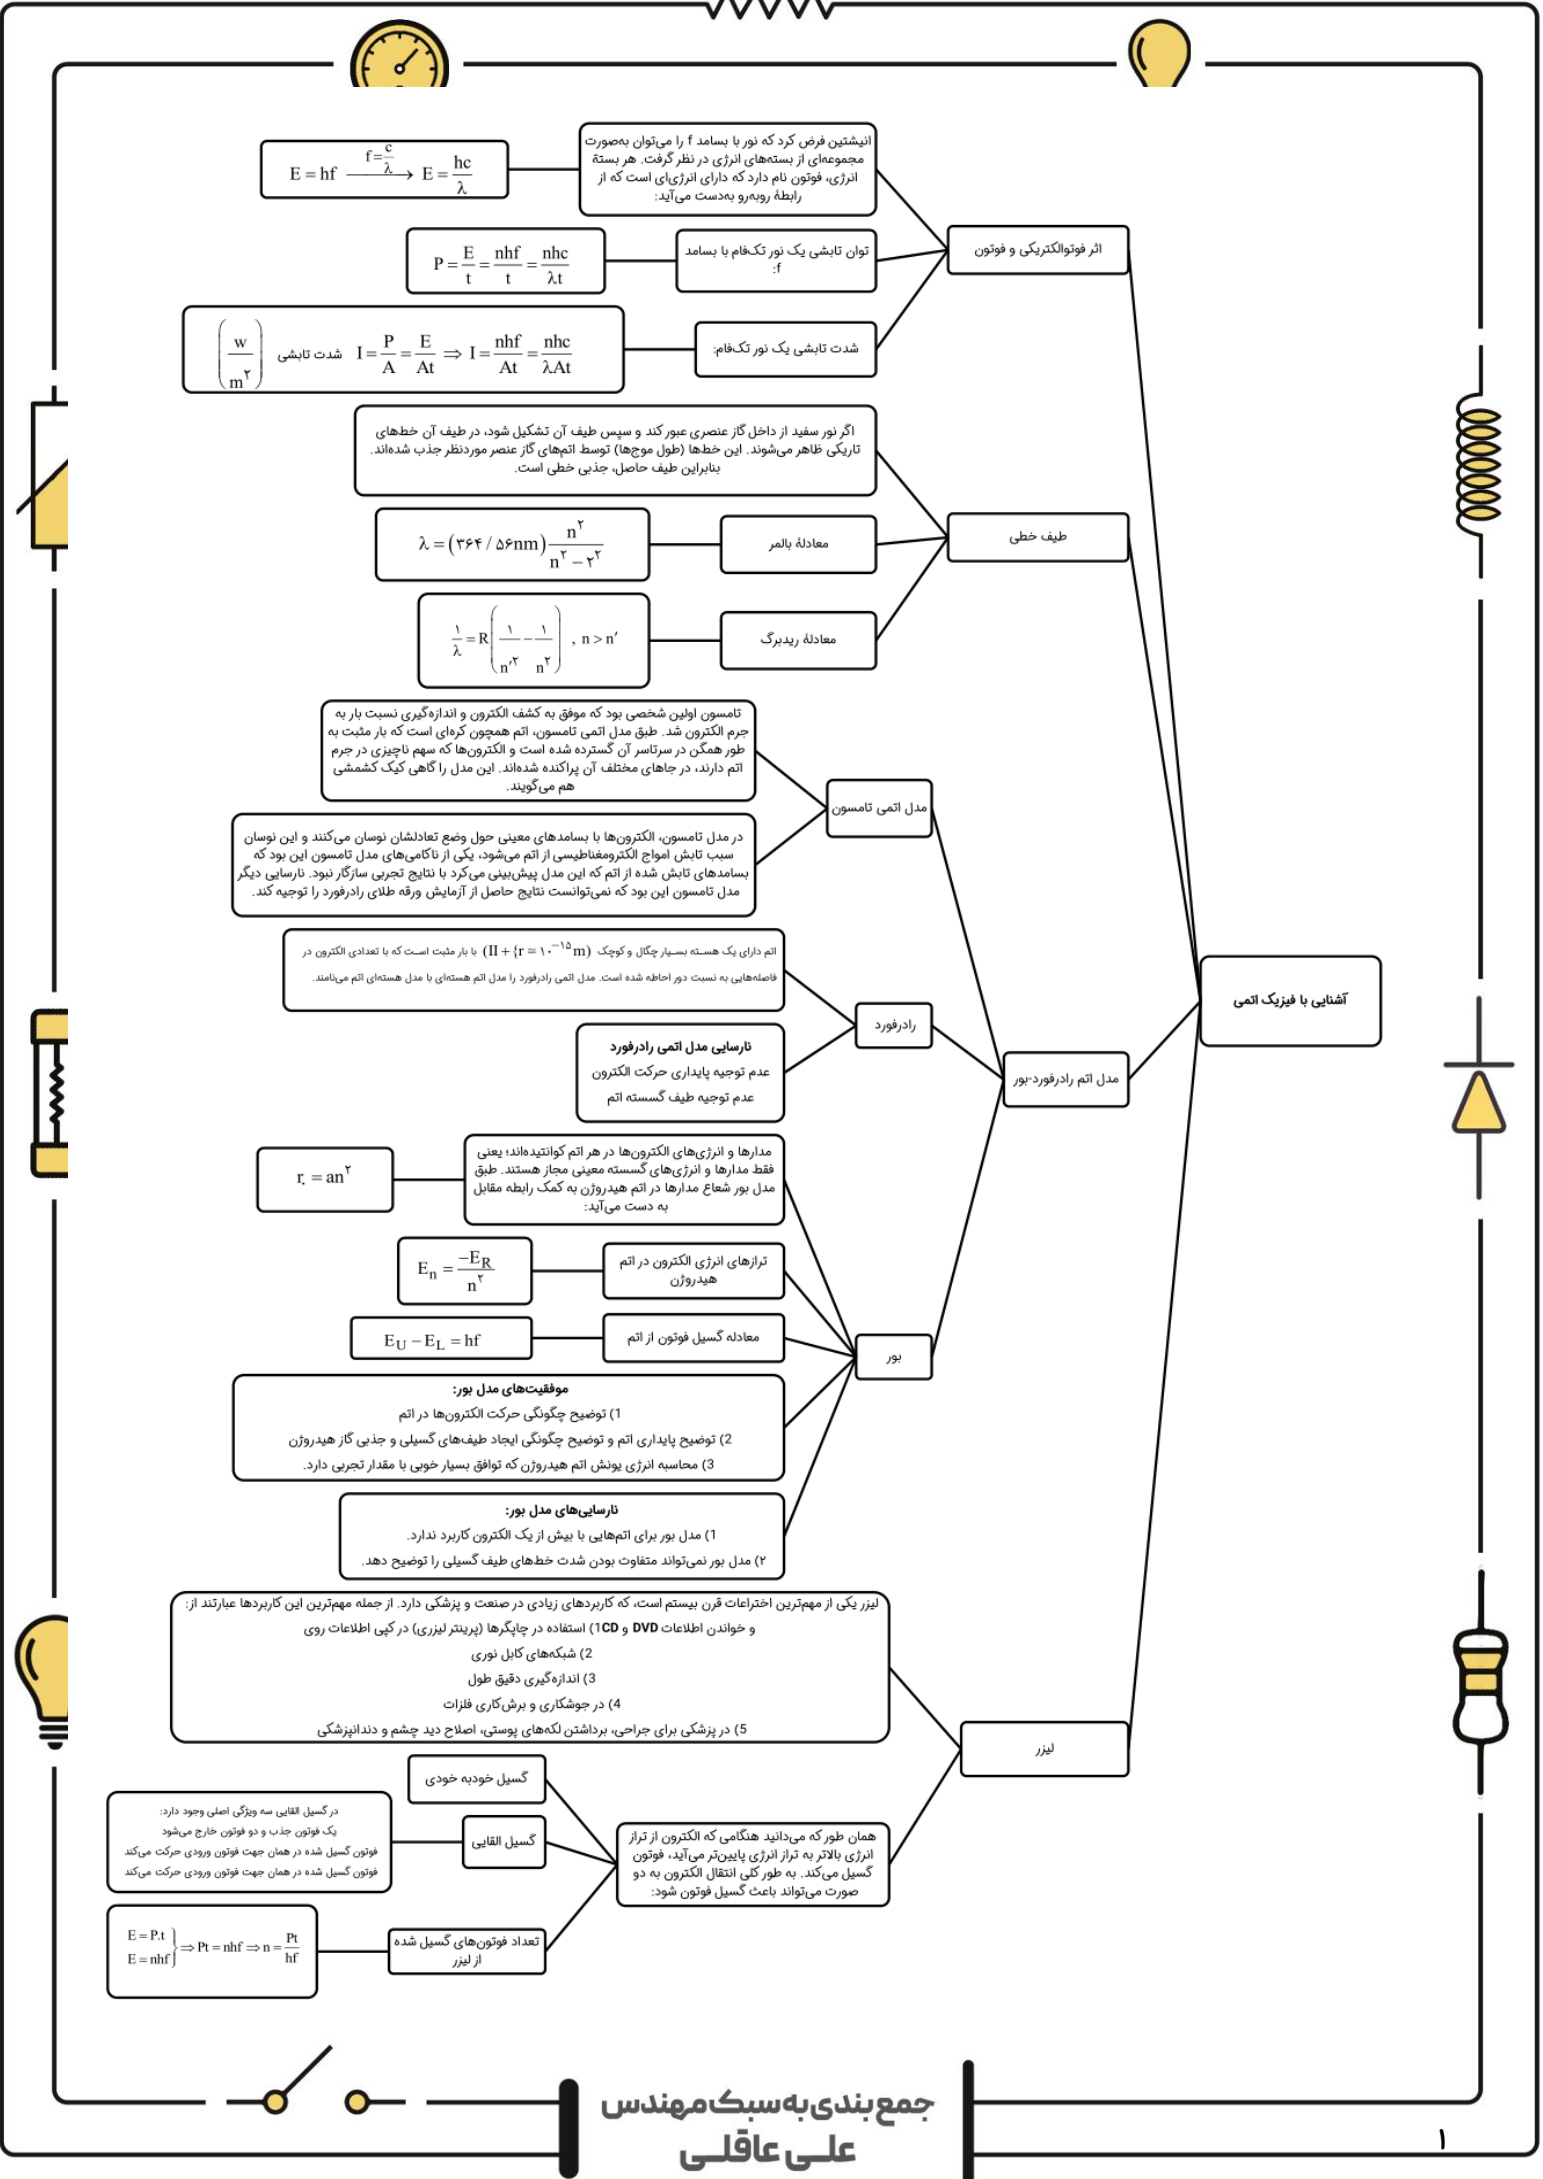 آشنایی با فیزیک اتمی
اثر فوتوالکتریکی و فوتون
انیشتین فرض کرد که نور با بسامد f را می‌توان به‌صورت
مجموعه‌ای از بسته‌های انرژی در نظر گرفت. هر بستهٔ
انرژی، فوتون نام دارد که دارای انرژی‌ای است که از
رابطهٔ روبه‌رو به‌دست می‌آید:
E = hf —(f = c/λ)→ E = hc/λ
توان تابشی یک نور تک‌فام با بسامد
f:
P = E/t = nhf/t = nhc/λt
شدت تابشی یک نور تک‌فام:
I = P/A = E/At ⇒ I = nhf/At = nhc/λAt شدت تابشی (w/m²)
طیف خطی
اگر نور سفید از داخل گاز عنصری عبور کند و سپس طیف آن تشکیل شود، در طیف آن خط‌های
تاریکی ظاهر می‌شوند. این خط‌ها (طول موج‌ها) توسط اتم‌های گاز عنصر موردنظر جذب شده‌اند.
بنابراین طیف حاصل، جذبی خطی است.
معادلهٔ بالمر
λ = (۳۶۴/۵۶nm) n^۲/(n^۲ − ۲^۲)
معادلهٔ ریدبرگ
۱/λ = R(۱/n′^۲ − ۱/n^۲) , n > n′
مدل اتم رادرفورد-بور
مدل اتمی تامسون
تامسون اولین شخصی بود که موفق به کشف الکترون و اندازه‌گیری نسبت بار به
جرم الکترون شد. طبق مدل اتمی تامسون، اتم همچون کره‌ای است که بار مثبت به
طور همگن در سرتاسر آن گسترده شده است و الکترون‌ها که سهم ناچیزی در جرم
اتم دارند، در جاهای مختلف آن پراکنده شده‌اند. این مدل را گاهی کیک کشمشی
هم می‌گویند.
در مدل تامسون، الکترون‌ها با بسامدهای معینی حول وضع تعادلشان نوسان می‌کنند و این نوسان
سبب تابش امواج الکترومغناطیسی از اتم می‌شود، یکی از ناکامی‌های مدل تامسون این بود که
بسامدهای تابش شده از اتم که این مدل پیش‌بینی می‌کرد با نتایج تجربی سازگار نبود. نارسایی دیگر
مدل تامسون این بود که نمی‌توانست نتایج حاصل از آزمایش ورقه طلای رادرفورد را توجیه کند.
رادرفورد
اتم دارای یک هسته بسیار چگال و کوچک (II + {r ≃ ۱۰^−۱۵ m) با بار مثبت است که با تعدادی الکترون در
فاصله‌هایی به نسبت دور احاطه شده است. مدل اتمی رادرفورد را مدل اتم هسته‌ای با مدل هسته‌ای اتم می‌نامند.
نارسایی مدل اتمی رادرفورد
عدم توجیه پایداری حرکت الکترون
عدم توجیه طیف گسسته اتم
بور
مدارها و انرژی‌های الکترون‌ها در هر اتم کوانتیده‌اند؛ یعنی
فقط مدارها و انرژی‌های گسسته معینی مجاز هستند. طبق
مدل بور شعاع مدارها در اتم هیدروژن به کمک رابطه مقابل
به دست می‌آید:
r. = an^۲
ترازهای انرژی الکترون در اتم
هیدروژن
E_n = −E_R/n^۲
معادله گسیل فوتون از اتم
E_U − E_L = hf
موفقیت‌های مدل بور:
1) توضیح چگونگی حرکت الکترون‌ها در اتم
2) توضیح پایداری اتم و توضیح چگونگی ایجاد طیف‌های گسیلی و جذبی گاز هیدروژن
3) محاسبه انرژی یونش اتم هیدروژن که توافق بسیار خوبی با مقدار تجربی دارد.
نارسایی‌های مدل بور:
1) مدل بور برای اتم‌هایی با بیش از یک الکترون کاربرد ندارد.
۲) مدل بور نمی‌تواند متفاوت بودن شدت خط‌های طیف گسیلی را توضیح دهد.
لیزر
لیزر یکی از مهم‌ترین اختراعات قرن بیستم است، که کاربردهای زیادی در صنعت و پزشکی دارد. از جمله مهم‌ترین این کاربردها عبارتند از:
و خواندن اطلاعات DVD و 1CD) استفاده در چاپگرها (پرینتر لیزری) در کپی اطلاعات روی
2) شبکه‌های کابل نوری
3) اندازه‌گیری دقیق طول
4) در جوشکاری و برش‌کاری فلزات
5) در پزشکی برای جراحی، برداشتن لکه‌های پوستی، اصلاح دید چشم و دندانپزشکی
همان طور که می‌دانید هنگامی که الکترون از تراز
انرژی بالاتر به تراز انرژی پایین‌تر می‌آید، فوتون
گسیل می‌کند. به طور کلی انتقال الکترون به دو
صورت می‌تواند باعث گسیل فوتون شود:
گسیل خودبه خودی
گسیل القایی
در گسیل القایی سه ویژگی اصلی وجود دارد:
یک فوتون جذب و دو فوتون خارج می‌شود
فوتون گسیل شده در همان جهت فوتون ورودی حرکت می‌کند
فوتون گسیل شده در همان جهت فوتون ورودی حرکت می‌کند
تعداد فوتون‌های گسیل شده
از لیزر
E = P.t
E = nhf } ⇒ Pt = nhf ⇒ n = Pt/hf
جمع بندی به سبک مهندس
علی عاقلی
۱